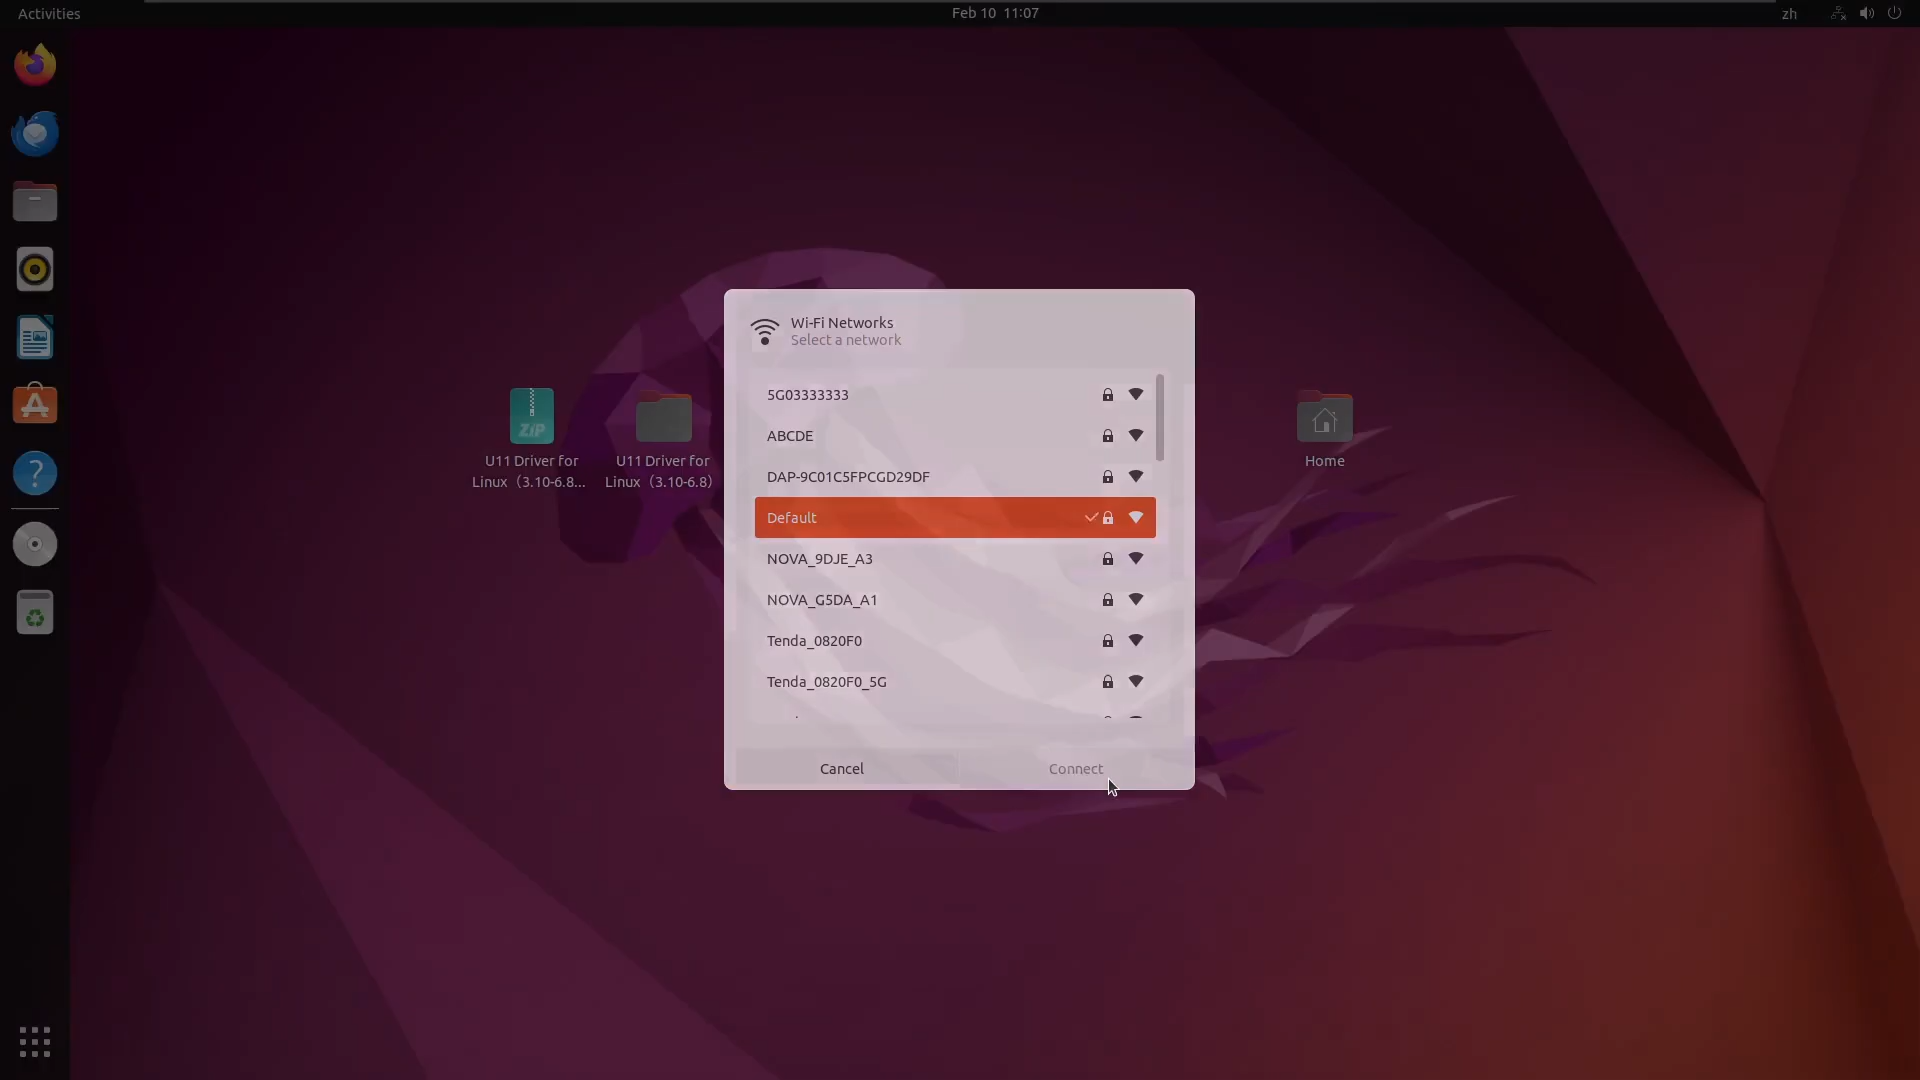 Activities
Feb 10 11:07
zh
Wi-Fi Networks
Select a network
5G03333333
ABCDE
DAP-9C01C5FPCGD29DF
Default
NOVA_9DJE_A3
NOVA_G5DA_A1
Tenda_0820F0
Tenda_0820F0_5G
Cancel
Connect
ZIP
U11 Driver for
Linux（3.10-6.8...
U11 Driver for
Linux（3.10-6.8）
Home